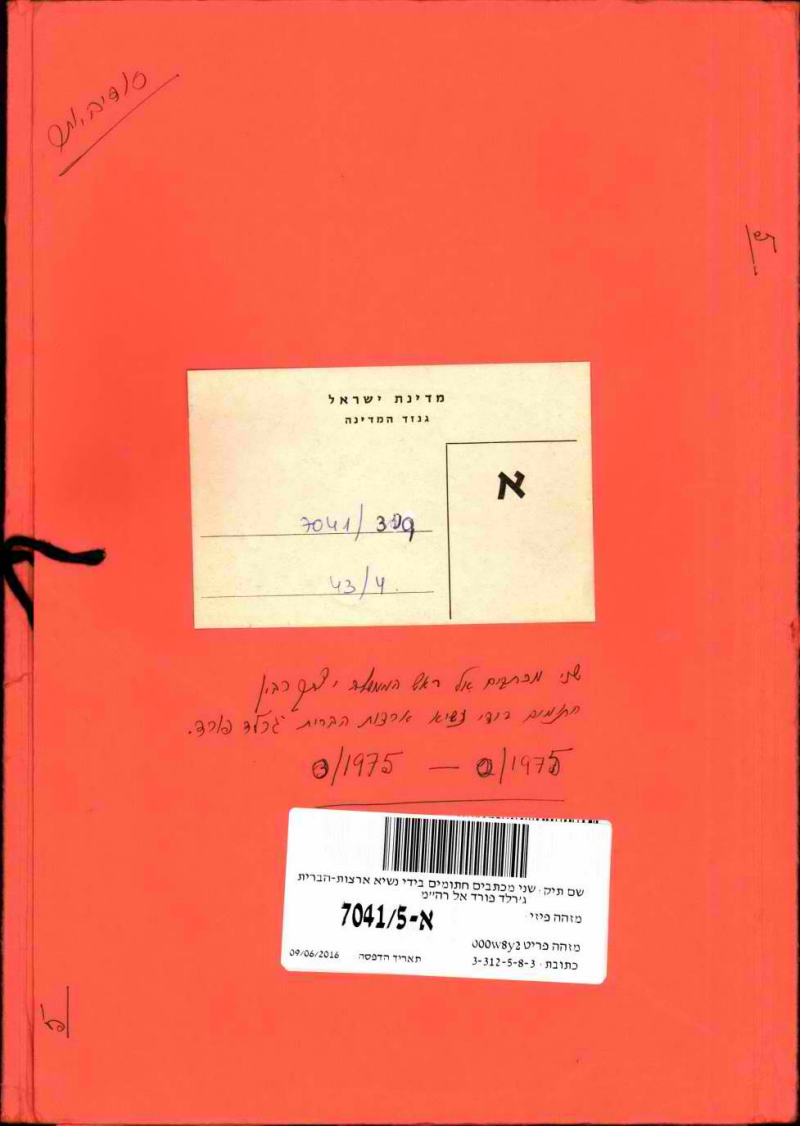 מדינת ישראל
גנזך המדינה
א
7041/
43/4.
שני מכתבים אל ראש הממשלה יצחק רבין
חתומים בידי נשיא ארצות הברית ג'רלד פורד.
/1975 — /1975
שם תיק: שני מכתבים חתומים בידי נשיא ארצות-הברית
ג'רלד פורד אל רה"מ
מזהה פיזי:
א-7041/5
מזהה פריט 000w8y2
כתובת: 3-312-5-8-3
תאריך הדפסה 09/06/2016